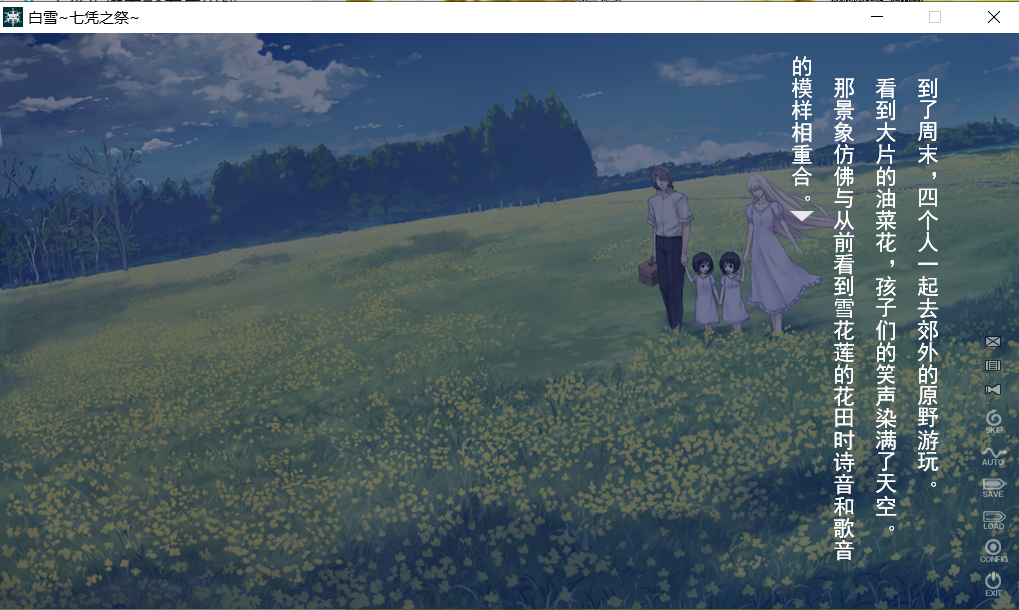 白雪~七凭之祭~
到了周末，四个人一起去郊外的原野游玩。
看到大片的油菜花，孩子们的笑声染满了天空。
那景象仿佛与从前看到雪花莲的花田时诗音和歌音
的模样相重合。
SKIP
AUTO
SAVE
LOAD
CONFIG
EXIT